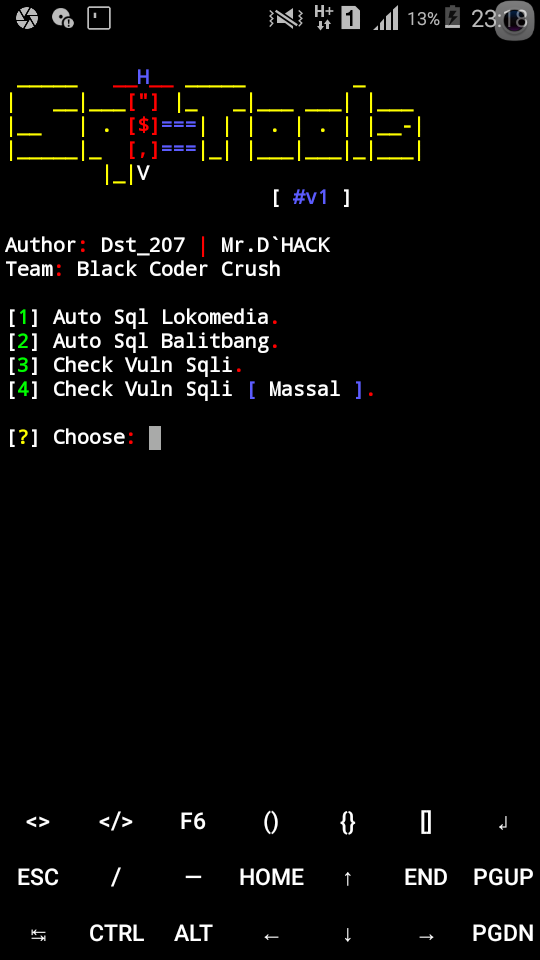 H+ 1 13% 23:18
H
["]
[$]===
[,]===
V
[ #v1 ]
Author: Dst_207 | Mr.D`HACK
Team: Black Coder Crush
[1] Auto Sql Lokomedia.
[2] Auto Sql Balitbang.
[3] Check Vuln Sqli.
[4] Check Vuln Sqli [ Massal ].
[?] Choose:
<> </> F6 () {} [] ↲
ESC / — HOME ↑ END PGUP
↹ CTRL ALT ← ↓ → PGDN